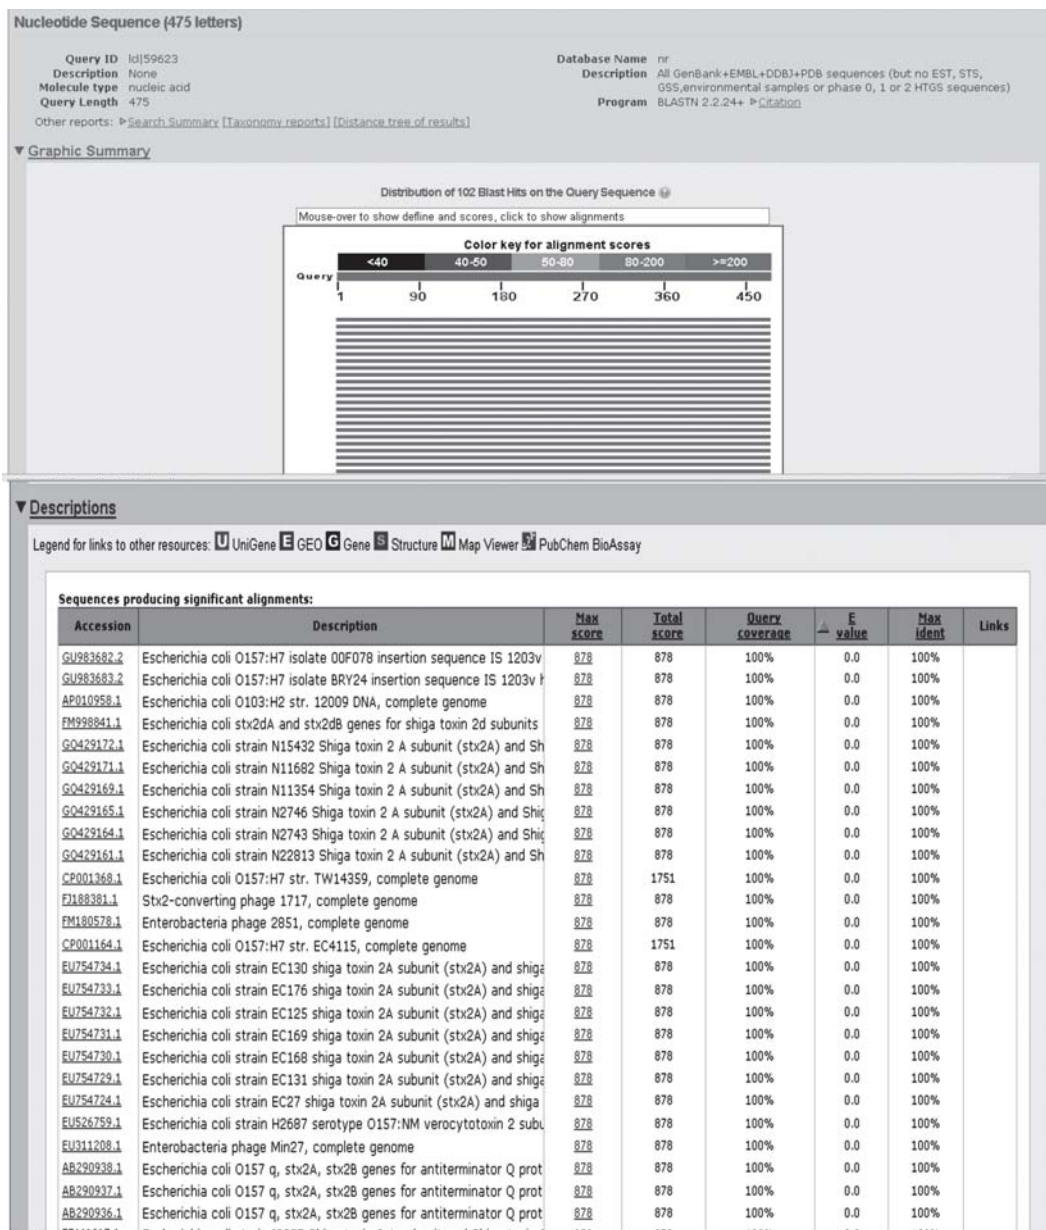 Nucleotide Sequence (475 letters)
Query ID lcl|59623
Description None
Molecule type nucleic acid
Query Length 475
Database Name nr
Description All GenBank+EMBL+DDBJ+PDB sequences (but no EST, STS,
GSS,environmental samples or phase 0, 1 or 2 HTGS sequences)
Program BLASTN 2.2.24+ Citation
Other reports: Search Summary [Taxonomy reports] [Distance tree of results]
Graphic Summary
Distribution of 102 Blast Hits on the Query Sequence
Mouse-over to show defline and scores, click to show alignments
Color key for alignment scores
<40 40-50 50-80 80-200 >=200
Query
1 90 180 270 360 450
Descriptions
Legend for links to other resources: U UniGene E GEO G Gene S Structure M Map Viewer PubChem BioAssay
Sequences producing significant alignments:
Accession Description Max score Total score Query coverage E value Max ident Links
GU983682.2 Escherichia coli O157:H7 isolate 00F078 insertion sequence IS 1203v 878 878 100% 0.0 100%
GU983683.2 Escherichia coli O157:H7 isolate BRY24 insertion sequence IS 1203v 878 878 100% 0.0 100%
AP010958.1 Escherichia coli O103:H2 str. 12009 DNA, complete genome 878 878 100% 0.0 100%
FM998841.1 Escherichia coli stx2dA and stx2dB genes for shiga toxin 2d subunits 878 878 100% 0.0 100%
GQ429172.1 Escherichia coli strain N15432 Shiga toxin 2 A subunit (stx2A) and Sh 878 878 100% 0.0 100%
GQ429171.1 Escherichia coli strain N11682 Shiga toxin 2 A subunit (stx2A) and Sh 878 878 100% 0.0 100%
GQ429169.1 Escherichia coli strain N11354 Shiga toxin 2 A subunit (stx2A) and Sh 878 878 100% 0.0 100%
GQ429165.1 Escherichia coli strain N2746 Shiga toxin 2 A subunit (stx2A) and Shig 878 878 100% 0.0 100%
GQ429164.1 Escherichia coli strain N2743 Shiga toxin 2 A subunit (stx2A) and Shig 878 878 100% 0.0 100%
GQ429161.1 Escherichia coli strain N22813 Shiga toxin 2 A subunit (stx2A) and Sh 878 878 100% 0.0 100%
CP001368.1 Escherichia coli O157:H7 str. TW14359, complete genome 878 1751 100% 0.0 100%
FJ188381.1 Stx2-converting phage 1717, complete genome 878 878 100% 0.0 100%
FM180578.1 Enterobacteria phage 2851, complete genome 878 878 100% 0.0 100%
CP001164.1 Escherichia coli O157:H7 str. EC4115, complete genome 878 1751 100% 0.0 100%
EU754734.1 Escherichia coli strain EC130 shiga toxin 2A subunit (stx2A) and shiga 878 878 100% 0.0 100%
EU754733.1 Escherichia coli strain EC176 shiga toxin 2A subunit (stx2A) and shiga 878 878 100% 0.0 100%
EU754732.1 Escherichia coli strain EC125 shiga toxin 2A subunit (stx2A) and shiga 878 878 100% 0.0 100%
EU754731.1 Escherichia coli strain EC169 shiga toxin 2A subunit (stx2A) and shiga 878 878 100% 0.0 100%
EU754730.1 Escherichia coli strain EC168 shiga toxin 2A subunit (stx2A) and shiga 878 878 100% 0.0 100%
EU754729.1 Escherichia coli strain EC131 shiga toxin 2A subunit (stx2A) and shiga 878 878 100% 0.0 100%
EU754724.1 Escherichia coli strain EC27 shiga toxin 2A subunit (stx2A) and shiga 878 878 100% 0.0 100%
EU526759.1 Escherichia coli strain H2687 serotype O157:NM verocytotoxin 2 subu 878 878 100% 0.0 100%
EU311208.1 Enterobacteria phage Min27, complete genome 878 878 100% 0.0 100%
AB290938.1 Escherichia coli O157 q, stx2A, stx2B genes for antiterminator Q prot 878 878 100% 0.0 100%
AB290937.1 Escherichia coli O157 q, stx2A, stx2B genes for antiterminator Q prot 878 878 100% 0.0 100%
AB290936.1 Escherichia coli O157 q, stx2A, stx2B genes for antiterminator Q prot 878 878 100% 0.0 100%